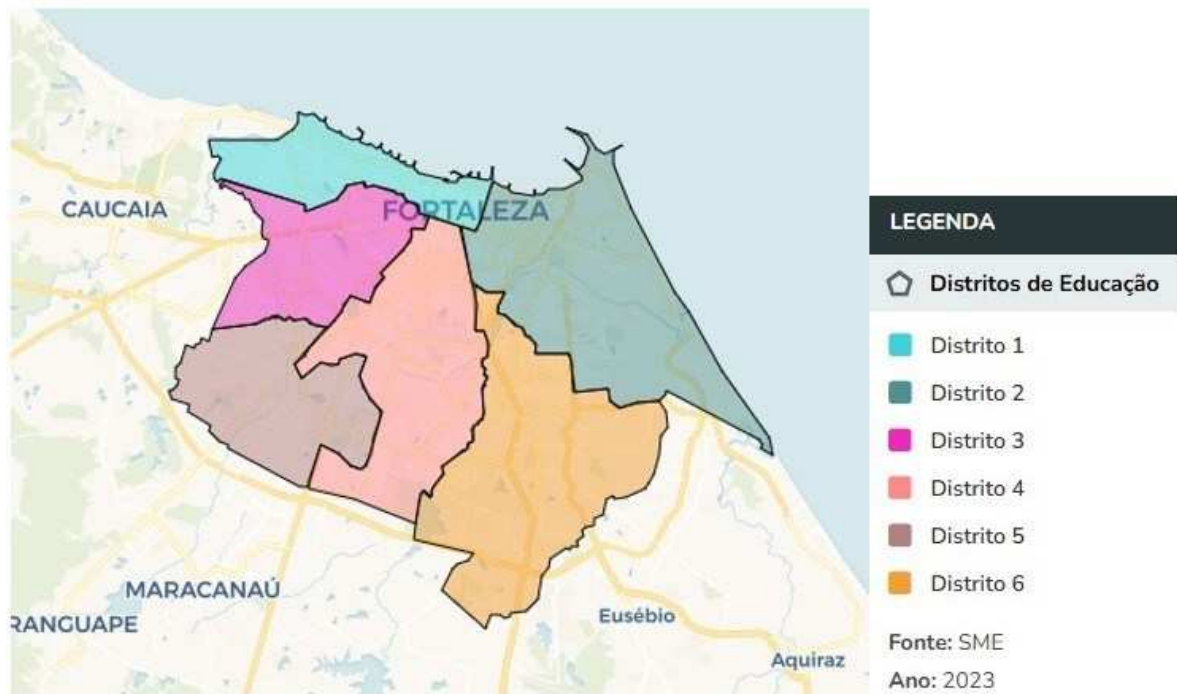 CAUCAIA
FORTALEZA
MARACANAÚ
RANGUAPE
Eusébio
Aquiraz
LEGENDA
Distritos de Educação
Distrito 1
Distrito 2
Distrito 3
Distrito 4
Distrito 5
Distrito 6
Fonte: SME
Ano: 2023